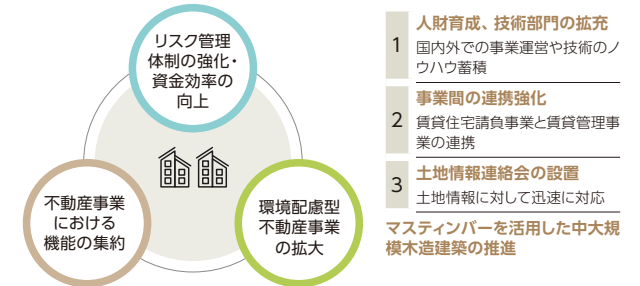 リスク管理
体制の強化・
資金効率の
向上
不動産事業
における
機能の集約
環境配慮型
不動産事業
の拡大
1
人財育成、技術部門の拡充
国内外での事業運営や技術のノ
ウハウ蓄積
2
事業間の連携強化
賃貸住宅請負事業と賃貸管理事
業の連携
3
土地情報連絡会の設置
土地情報に対して迅速に対応
マスティンバーを活用した中大規
模木造建築の推進